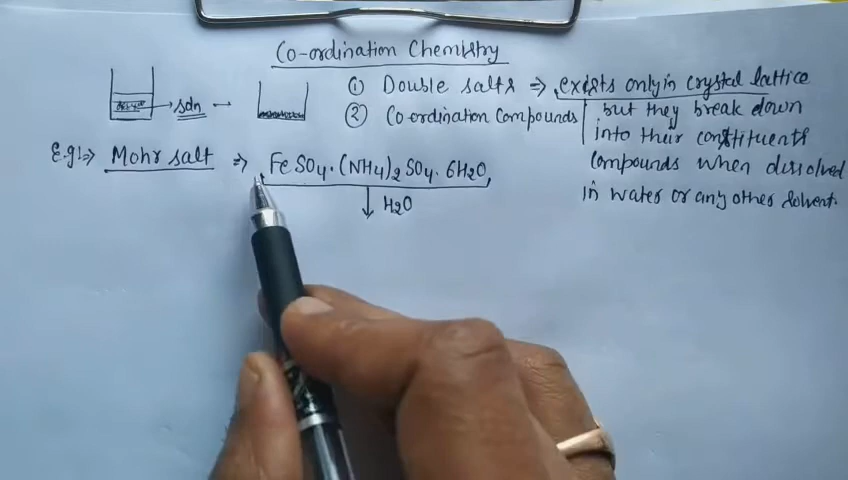 Co-ordination Chemistry
→ soln →
① Double salts ⇒ exists only in crystal lattice
② Co-ordination Compounds
but they break down
into their constituents
compounds when dissolved
in water or any other solvent.
E.g:⇒ Mohr salt ⇒ FeSO4·(NH4)2SO4·6H2O
↓ H2O